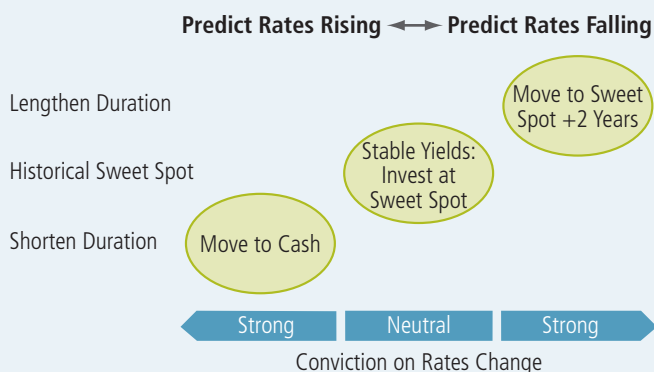 Predict Rates Rising ↔ Predict Rates Falling
Lengthen Duration
Move to Sweet
Spot +2 Years
Historical Sweet Spot
Stable Yields:
Invest at
Sweet Spot
Shorten Duration
Move to Cash
Strong Neutral Strong
Conviction on Rates Change